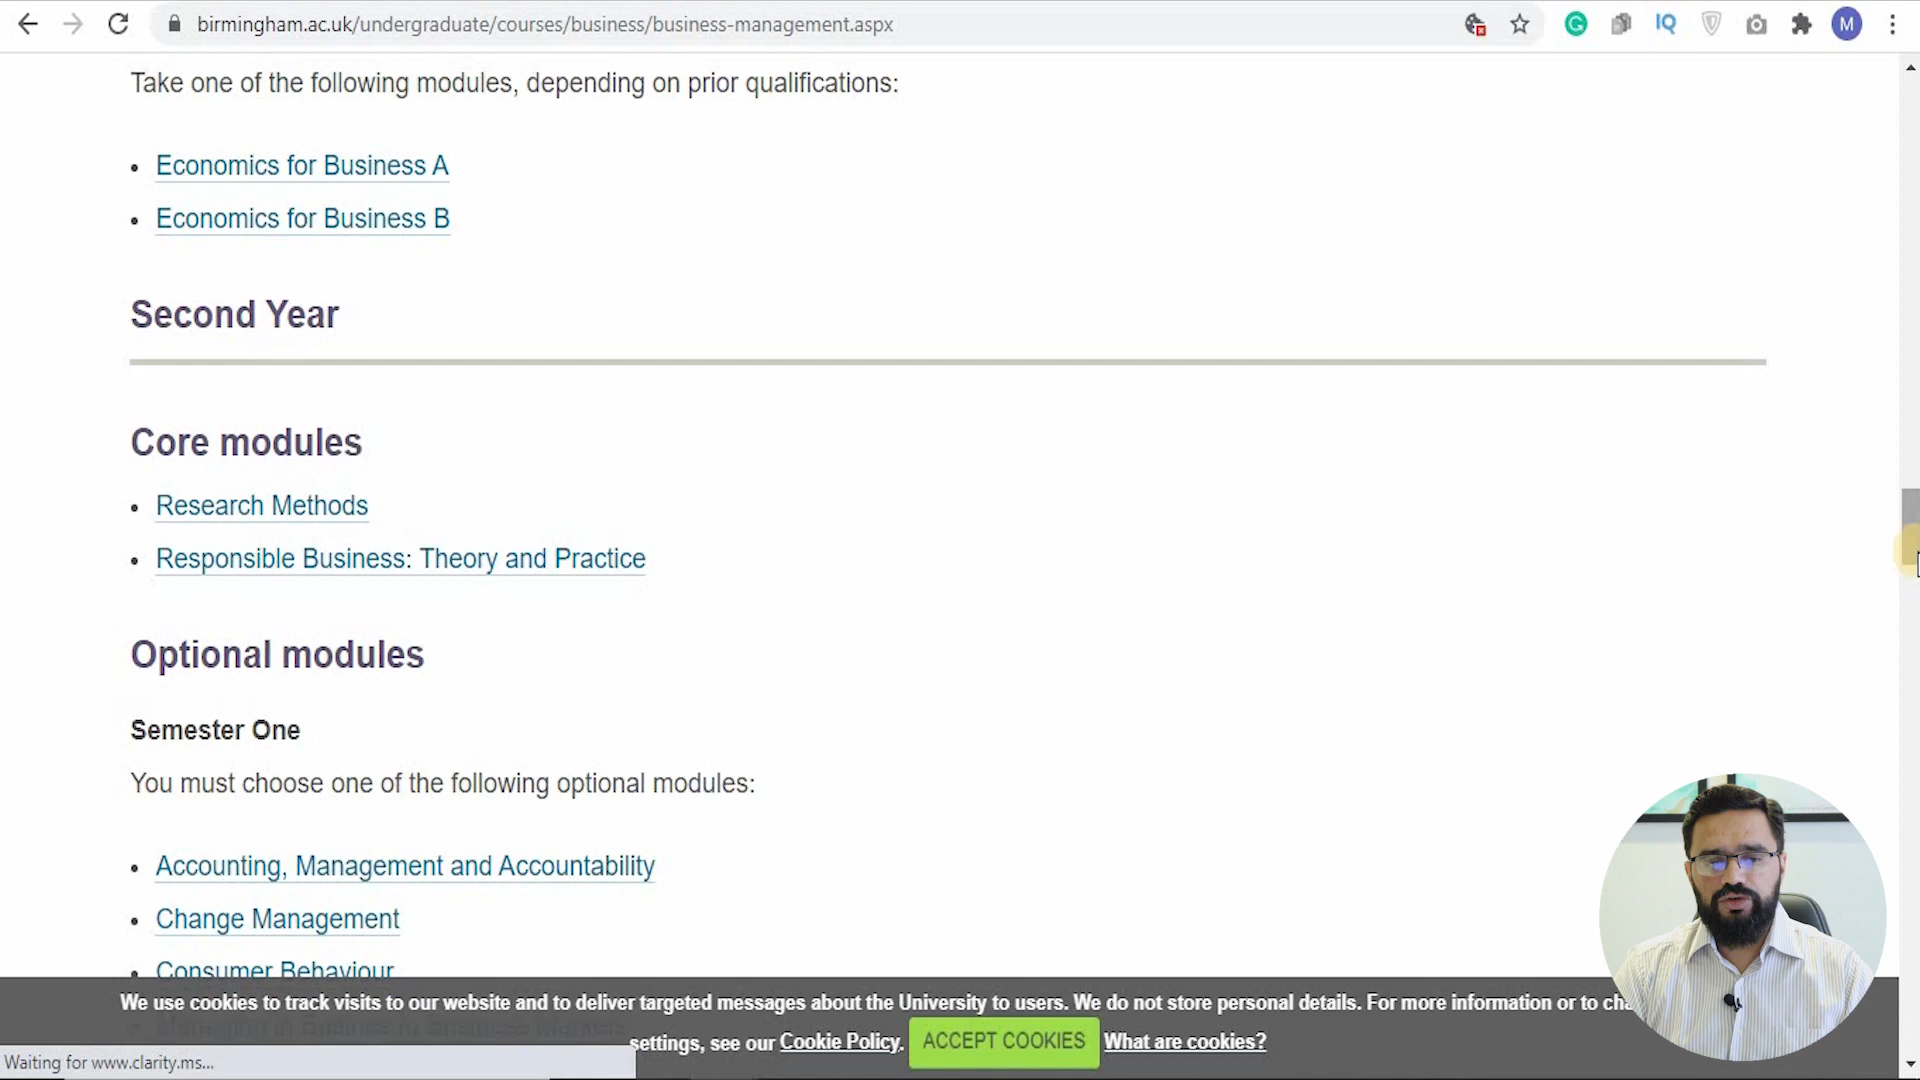 birmingham.ac.uk/undergraduate/courses/business/business-management.aspx
IQ
M
Take one of the following modules, depending on prior qualifications:
• Economics for Business A
• Economics for Business B
Second Year
Core modules
• Research Methods
• Responsible Business: Theory and Practice
Optional modules
Semester One
You must choose one of the following optional modules:
• Accounting, Management and Accountability
• Change Management
• Consumer Behaviour
We use cookies to track visits to our website and to deliver targeted messages about the University to users. We do not store personal details. For more information or to
settings, see our Cookie Policy. ACCEPT COOKIES What are cookies?
Waiting for www.clarity.ms...